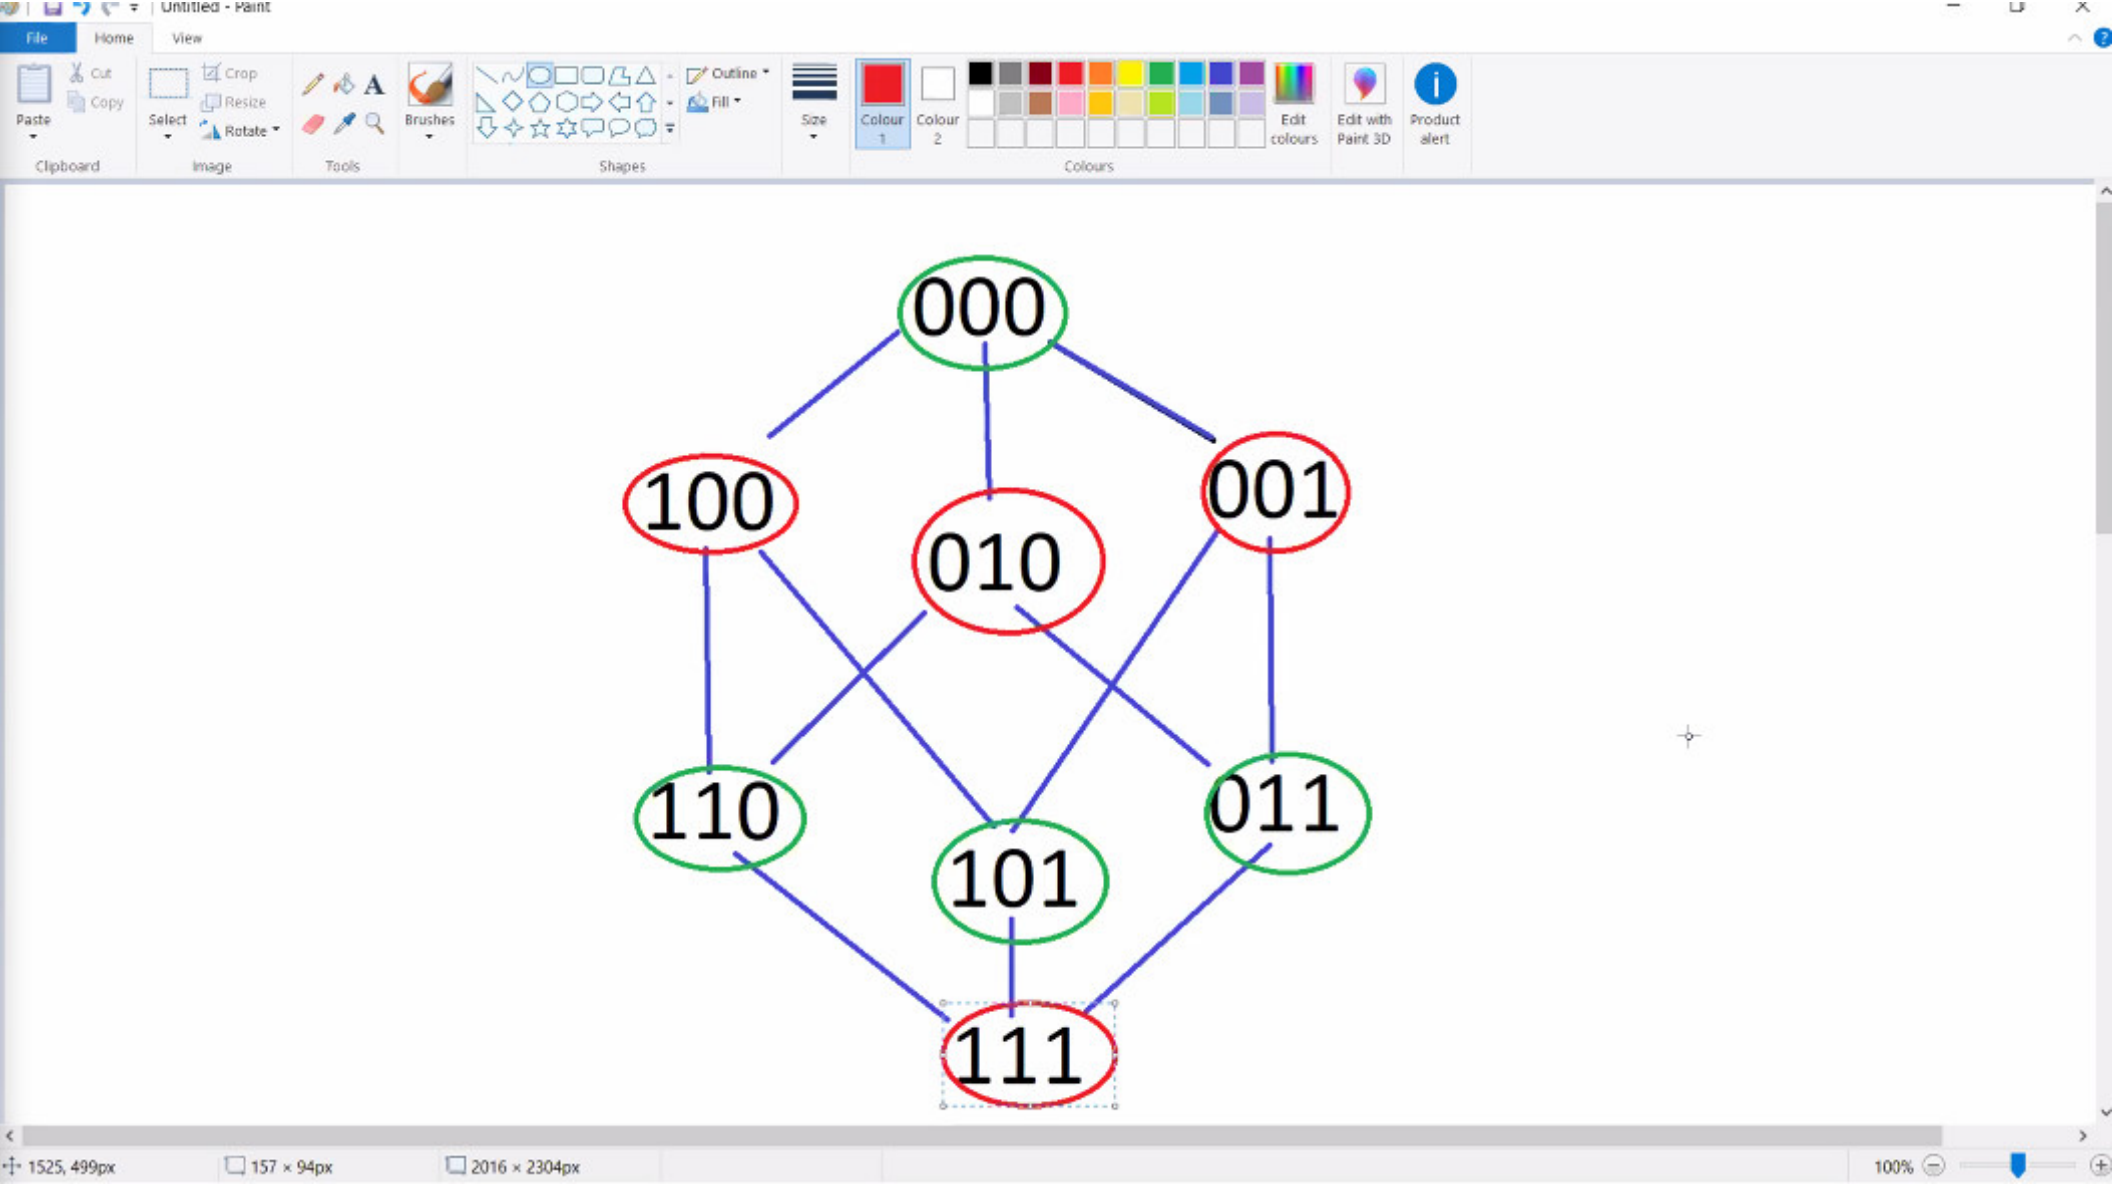 Untitled - Paint
File Home View
Paste
Cut
Copy
Clipboard
Select
Crop
Resize
Rotate
Image
A
Tools
Brushes
Shapes
Outline
Fill
Size
Colour 1
Colour 2
Colours
Edit colours
Edit with Paint 3D
Product alert
000
100 010 001
110 101 011
111
1525, 499px 157 × 94px 2016 × 2304px 100%